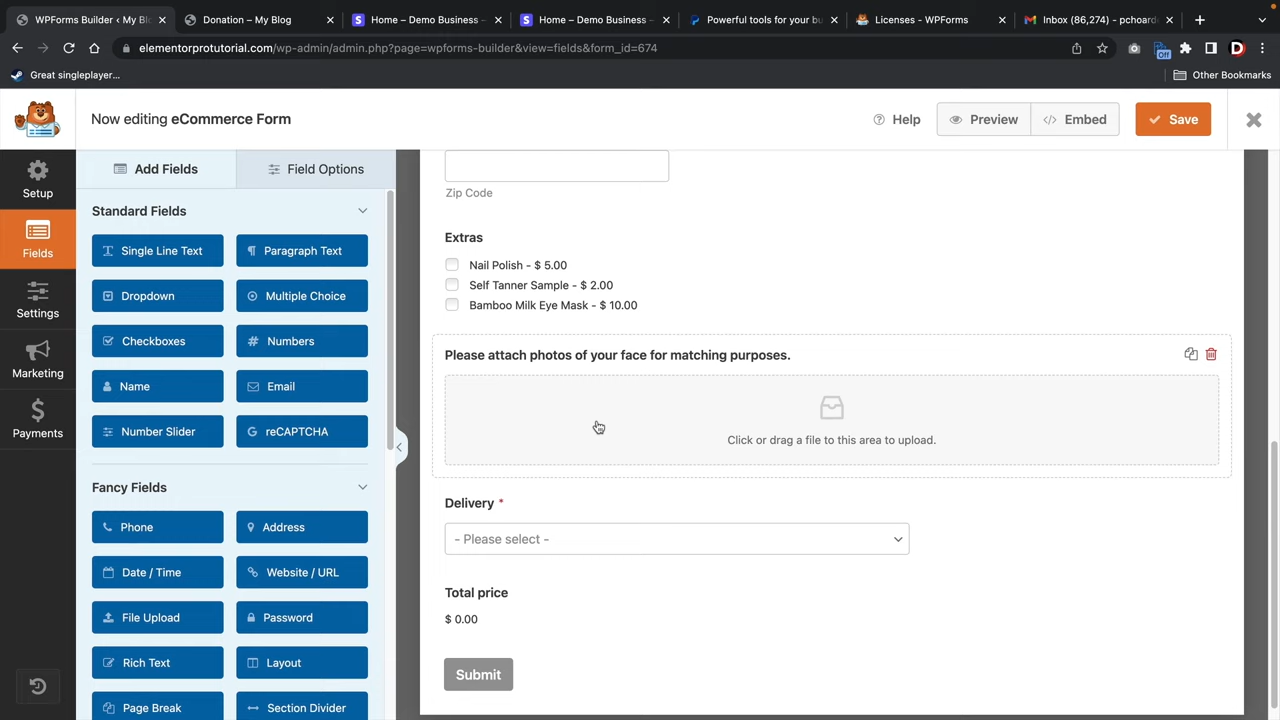 WPForms Builder ‹ My Blo
Donation – My Blog
Home – Demo Business –
Home – Demo Business –
Powerful tools for your bu
Licenses - WPForms
Inbox (86,274) - pchoarde
elementorprotutorial.com/wp-admin/admin.php?page=wpforms-builder&view=fields&form_id=674
Off
D
Great singleplayer...
Other Bookmarks
Now editing eCommerce Form
Help
Preview
Embed
Save
Setup
Fields
Settings
Marketing
Payments
Add Fields
Field Options
Standard Fields
Single Line Text
Paragraph Text
Dropdown
Multiple Choice
Checkboxes
Numbers
Name
Email
Number Slider
reCAPTCHA
Fancy Fields
Phone
Address
Date / Time
Website / URL
File Upload
Password
Rich Text
Layout
Page Break
Section Divider
Zip Code
Extras
Nail Polish - $ 5.00
Self Tanner Sample - $ 2.00
Bamboo Milk Eye Mask - $ 10.00
Please attach photos of your face for matching purposes.
Click or drag a file to this area to upload.
Delivery *
- Please select -
Total price
$ 0.00
Submit